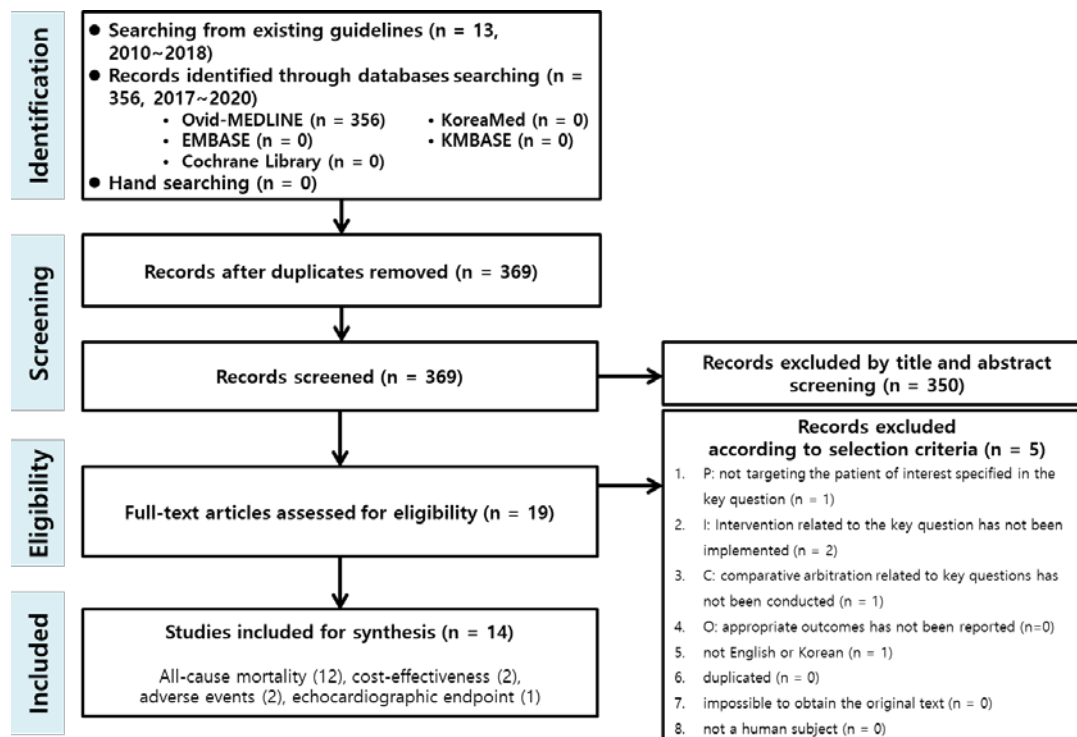 Identification
● Searching from existing guidelines (n = 13,
2010~2018)
● Records identified through databases searching (n =
356, 2017~2020)
• Ovid-MEDLINE (n = 356) • KoreaMed (n = 0)
• EMBASE (n = 0) • KMBASE (n = 0)
• Cochrane Library (n = 0)
● Hand searching (n = 0)
Screening
Records after duplicates removed (n = 369)
Records screened (n = 369)
Records excluded by title and abstract
screening (n = 350)
Eligibility
Full-text articles assessed for eligibility (n = 19)
Records excluded
according to selection criteria (n = 5)
1. P: not targeting the patient of interest specified in the
key question (n = 1)
2. I: Intervention related to the key question has not been
implemented (n = 2)
3. C: comparative arbitration related to key questions has
not been conducted (n = 1)
4. O: appropriate outcomes has not been reported (n=0)
5. not English or Korean (n = 1)
6. duplicated (n = 0)
7. impossible to obtain the original text (n = 0)
8. not a human subject (n = 0)
Included
Studies included for synthesis (n = 14)
All-cause mortality (12), cost-effectiveness (2),
adverse events (2), echocardiographic endpoint (1)